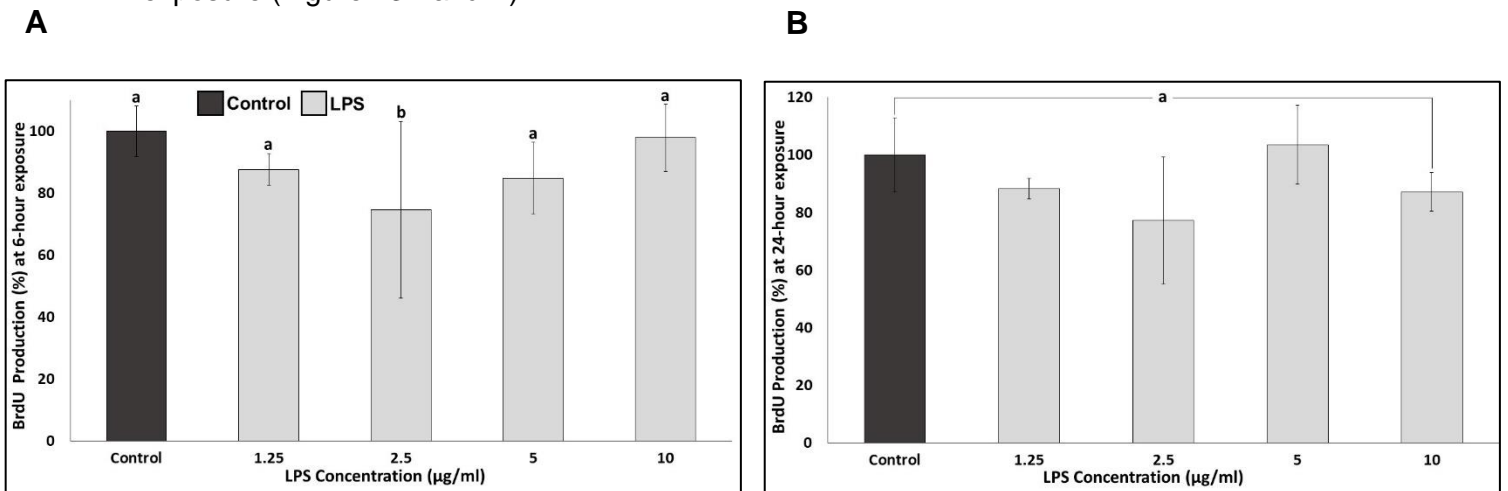 A
B
a
Control
LPS
a
b
a
a
100
80
60
40
20
0
BrdU Production (%) at 6-hour exposure
Control
1.25
2.5
5
10
LPS Concentration (µg/ml)
a
120
100
80
60
40
20
0
BrdU Production (%) at 24-hour exposure
Control
1.25
2.5
5
10
LPS Concentration (µg/ml)